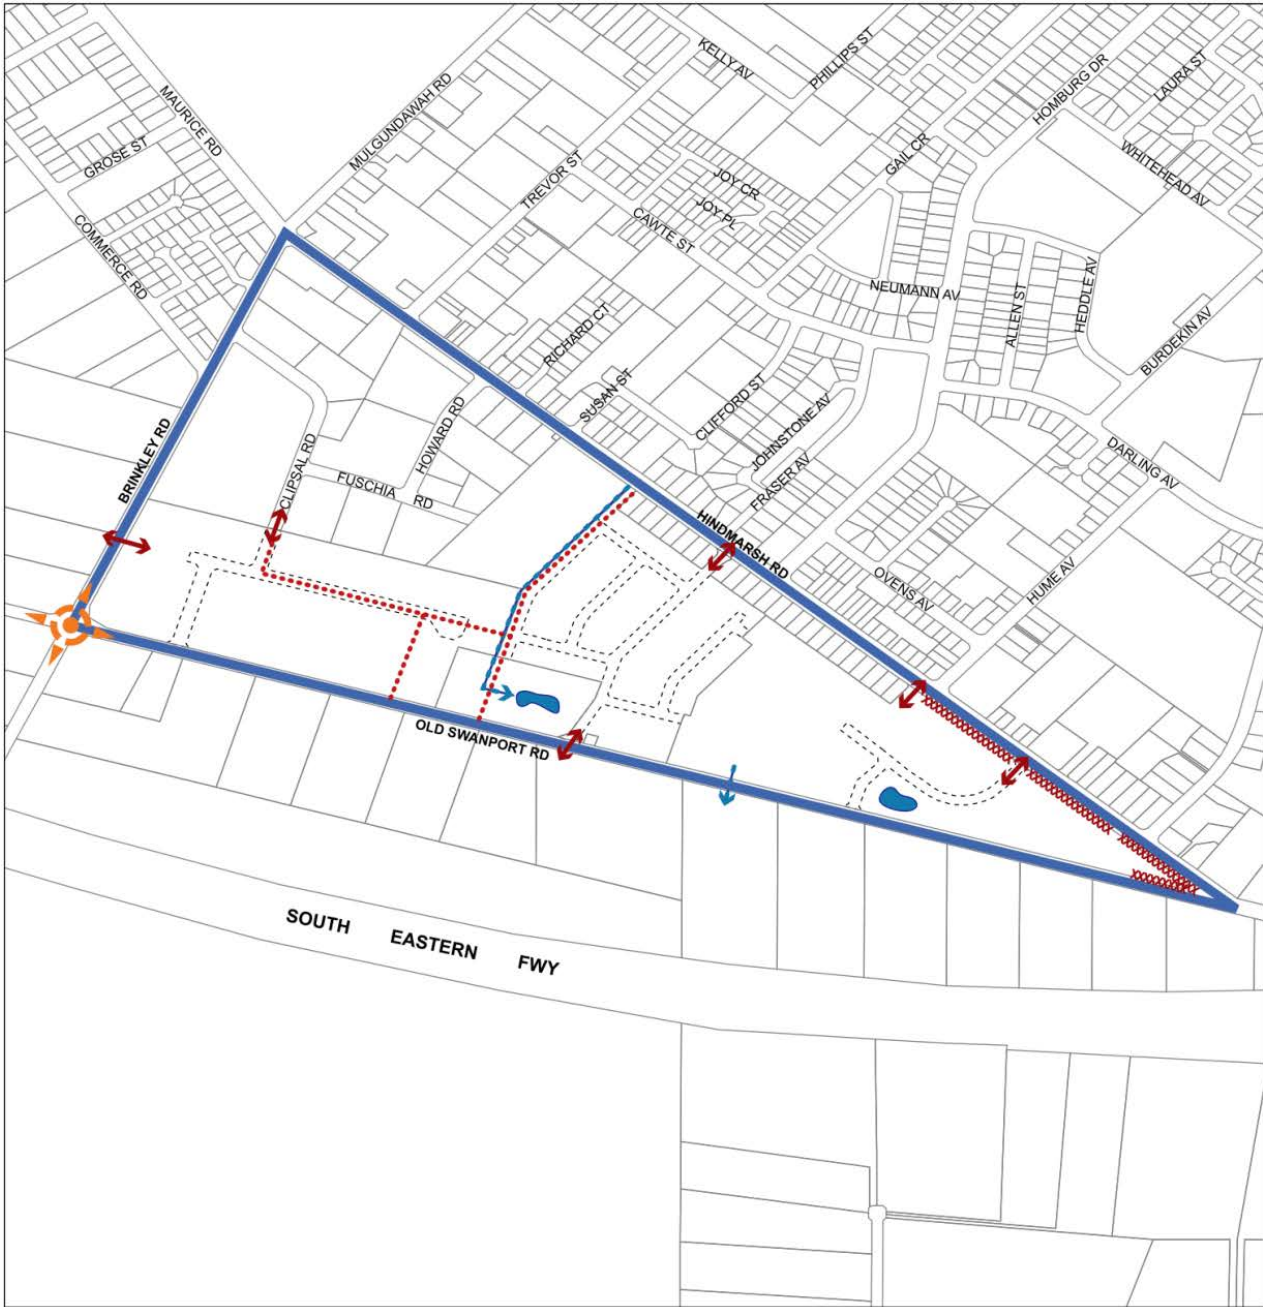 KELLY AV
PHILLIPS ST
HOMBURG DR
LAURA ST
MAURICE RD
MULGUNDAWAH RD
GROSE ST
TREVOR ST
GAIL CR
WHITEHEAD AV
JOY CR
JOY PL
CAWTE ST
COMMERCE RD
NEUMANN AV
ALLEN ST
HEDDLE AV
BURDEKIN AV
RICHARD CT
SUSAN ST
CLIFFORD ST
JOHNSTONE AV
FRASER AV
DARLING AV
BRINKLEY RD
CLIPSAL RD
HOWARD RD
FUSCHIA RD
HINDMARSH RD
OVENS AV
HUME AV
OLD SWANPORT RD
SOUTH EASTERN FWY